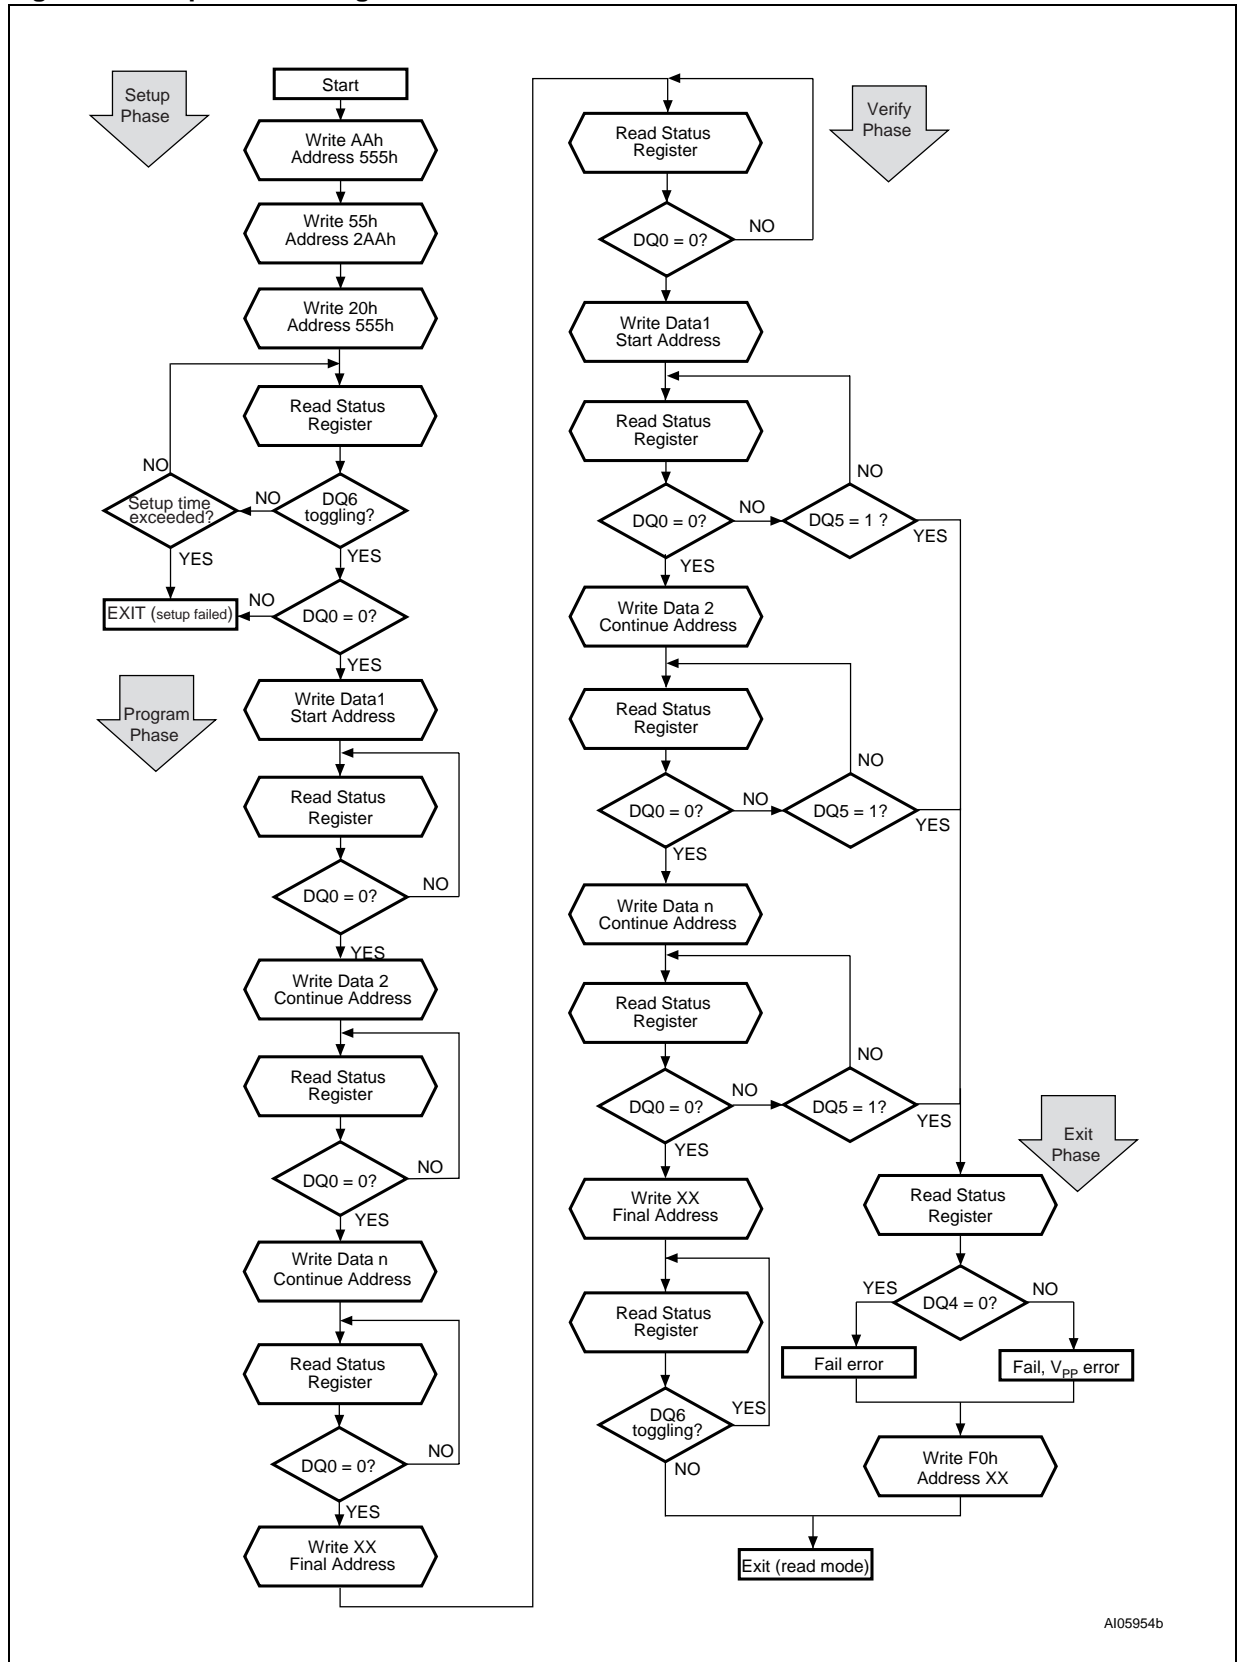 Setup
Phase
Start
Write AAh
Address 555h
Write 55h
Address 2AAh
Write 20h
Address 555h
Read Status
Register
NO
Setup time
exceeded?
NO
DQ6
toggling?
YES
YES
EXIT (setup failed)
NO
DQ0 = 0?
YES
Program
Phase
Write Data1
Start Address
Read Status
Register
DQ0 = 0?
NO
YES
Write Data 2
Continue Address
Read Status
Register
DQ0 = 0?
NO
YES
Write Data n
Continue Address
Read Status
Register
DQ0 = 0?
NO
YES
Write XX
Final Address
Verify
Phase
Read Status
Register
DQ0 = 0?
NO
Write Data1
Start Address
Read Status
Register
NO
DQ0 = 0?
NO
DQ5 = 1 ?
YES
YES
Write Data 2
Continue Address
Read Status
Register
NO
DQ0 = 0?
NO
DQ5 = 1?
YES
YES
Write Data n
Continue Address
Read Status
Register
NO
DQ0 = 0?
NO
DQ5 = 1?
YES
YES
Write XX
Final Address
Read Status
Register
DQ6
toggling?
YES
NO
Exit
Phase
Read Status
Register
YES
DQ4 = 0?
NO
Fail error
Fail, VPP error
Write F0h
Address XX
Exit (read mode)
AI05954b